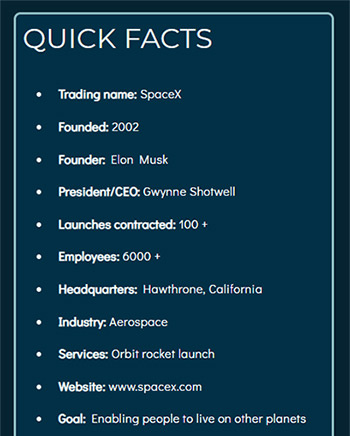 QUICK FACTS
Trading name: SpaceX
Founded: 2002
Founder: Elon Musk
President/CEO: Gwynne Shotwell
Launches contracted: 100 +
Employees: 6000 +
Headquarters: Hawthrone, California
Industry: Aerospace
Services: Orbit rocket launch
Website: www.spacex.com
Goal: Enabling people to live on other planets